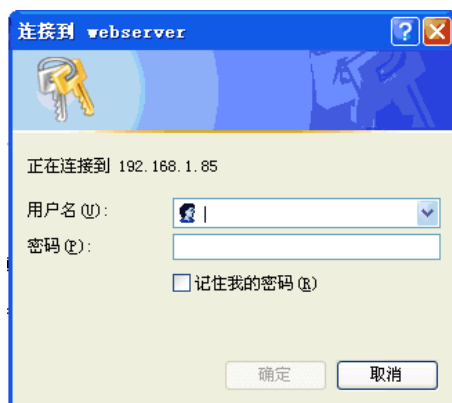 连接到 webserver
正在连接到 192.168.1.85
用户名(U):
密码(P):
记住我的密码(R)
确定 取消